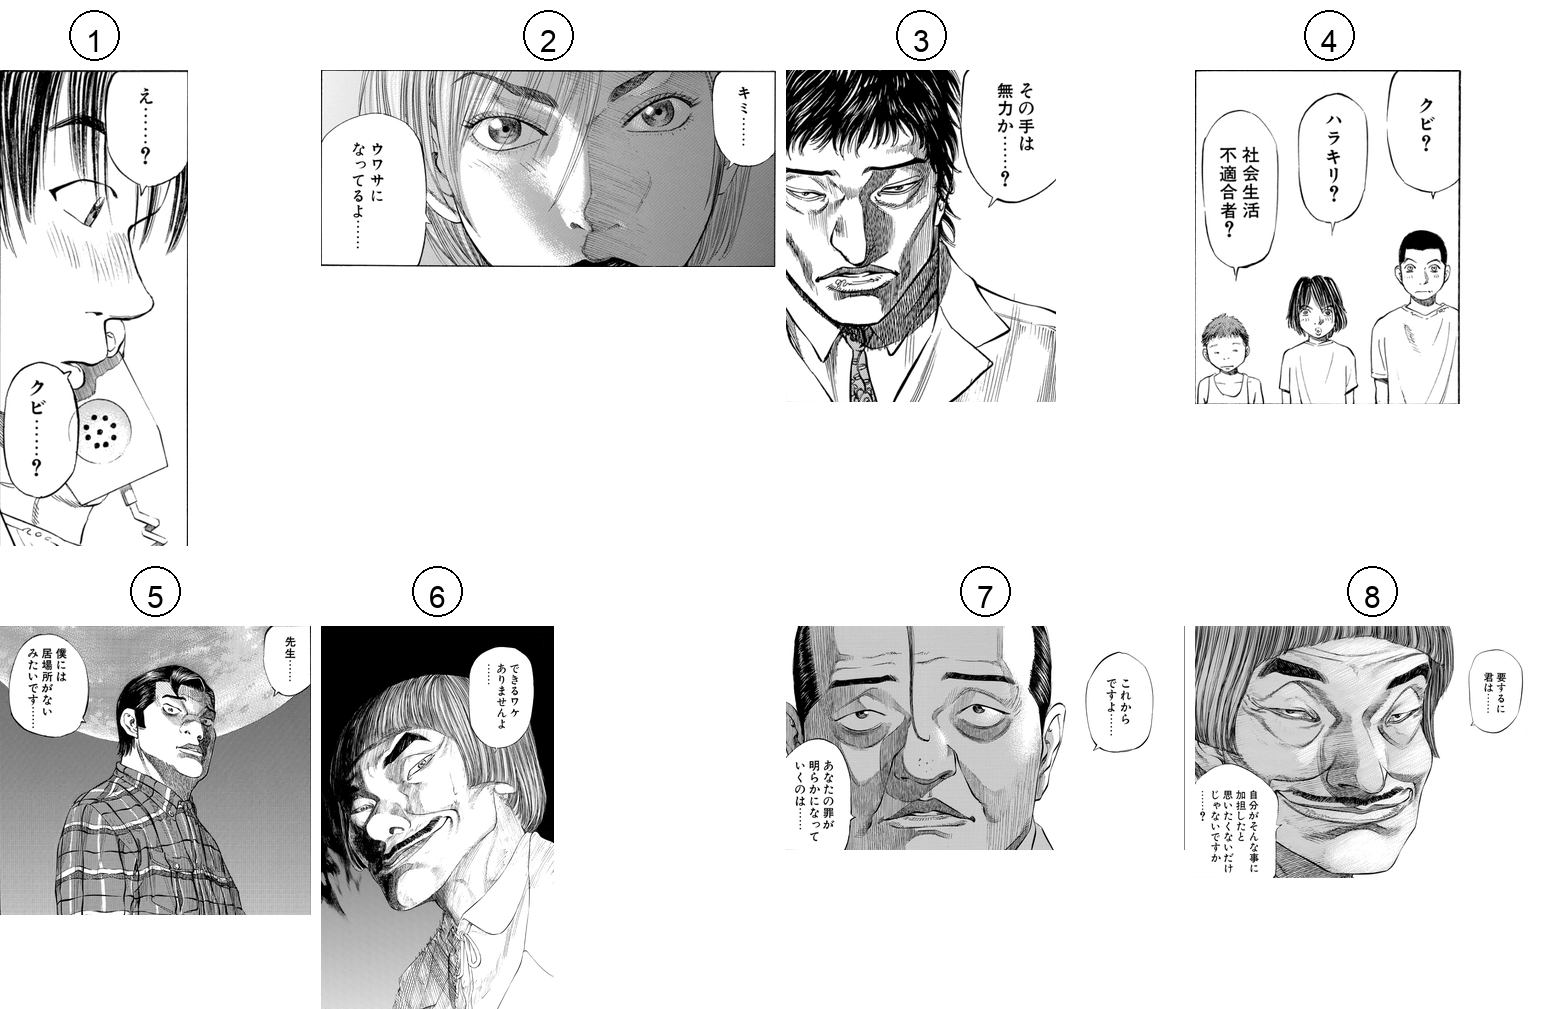 1
え………?
クビ………?
2
キミ……
ウワサに
なってるよ……
3
その手は
無力か……?
4
クビ?
ハラキリ?
社会生活
不適合者?
5
先生……
僕には
居場所がない
みたいです……
6
できるワケ
ありませんよ
……
7
これから
ですよ……
あなたの罪が
明らかになって
いくのは……
8
要するに
君は……
自分がそんな事に
加担したと
思いたくないだけ
じゃないですか
……?